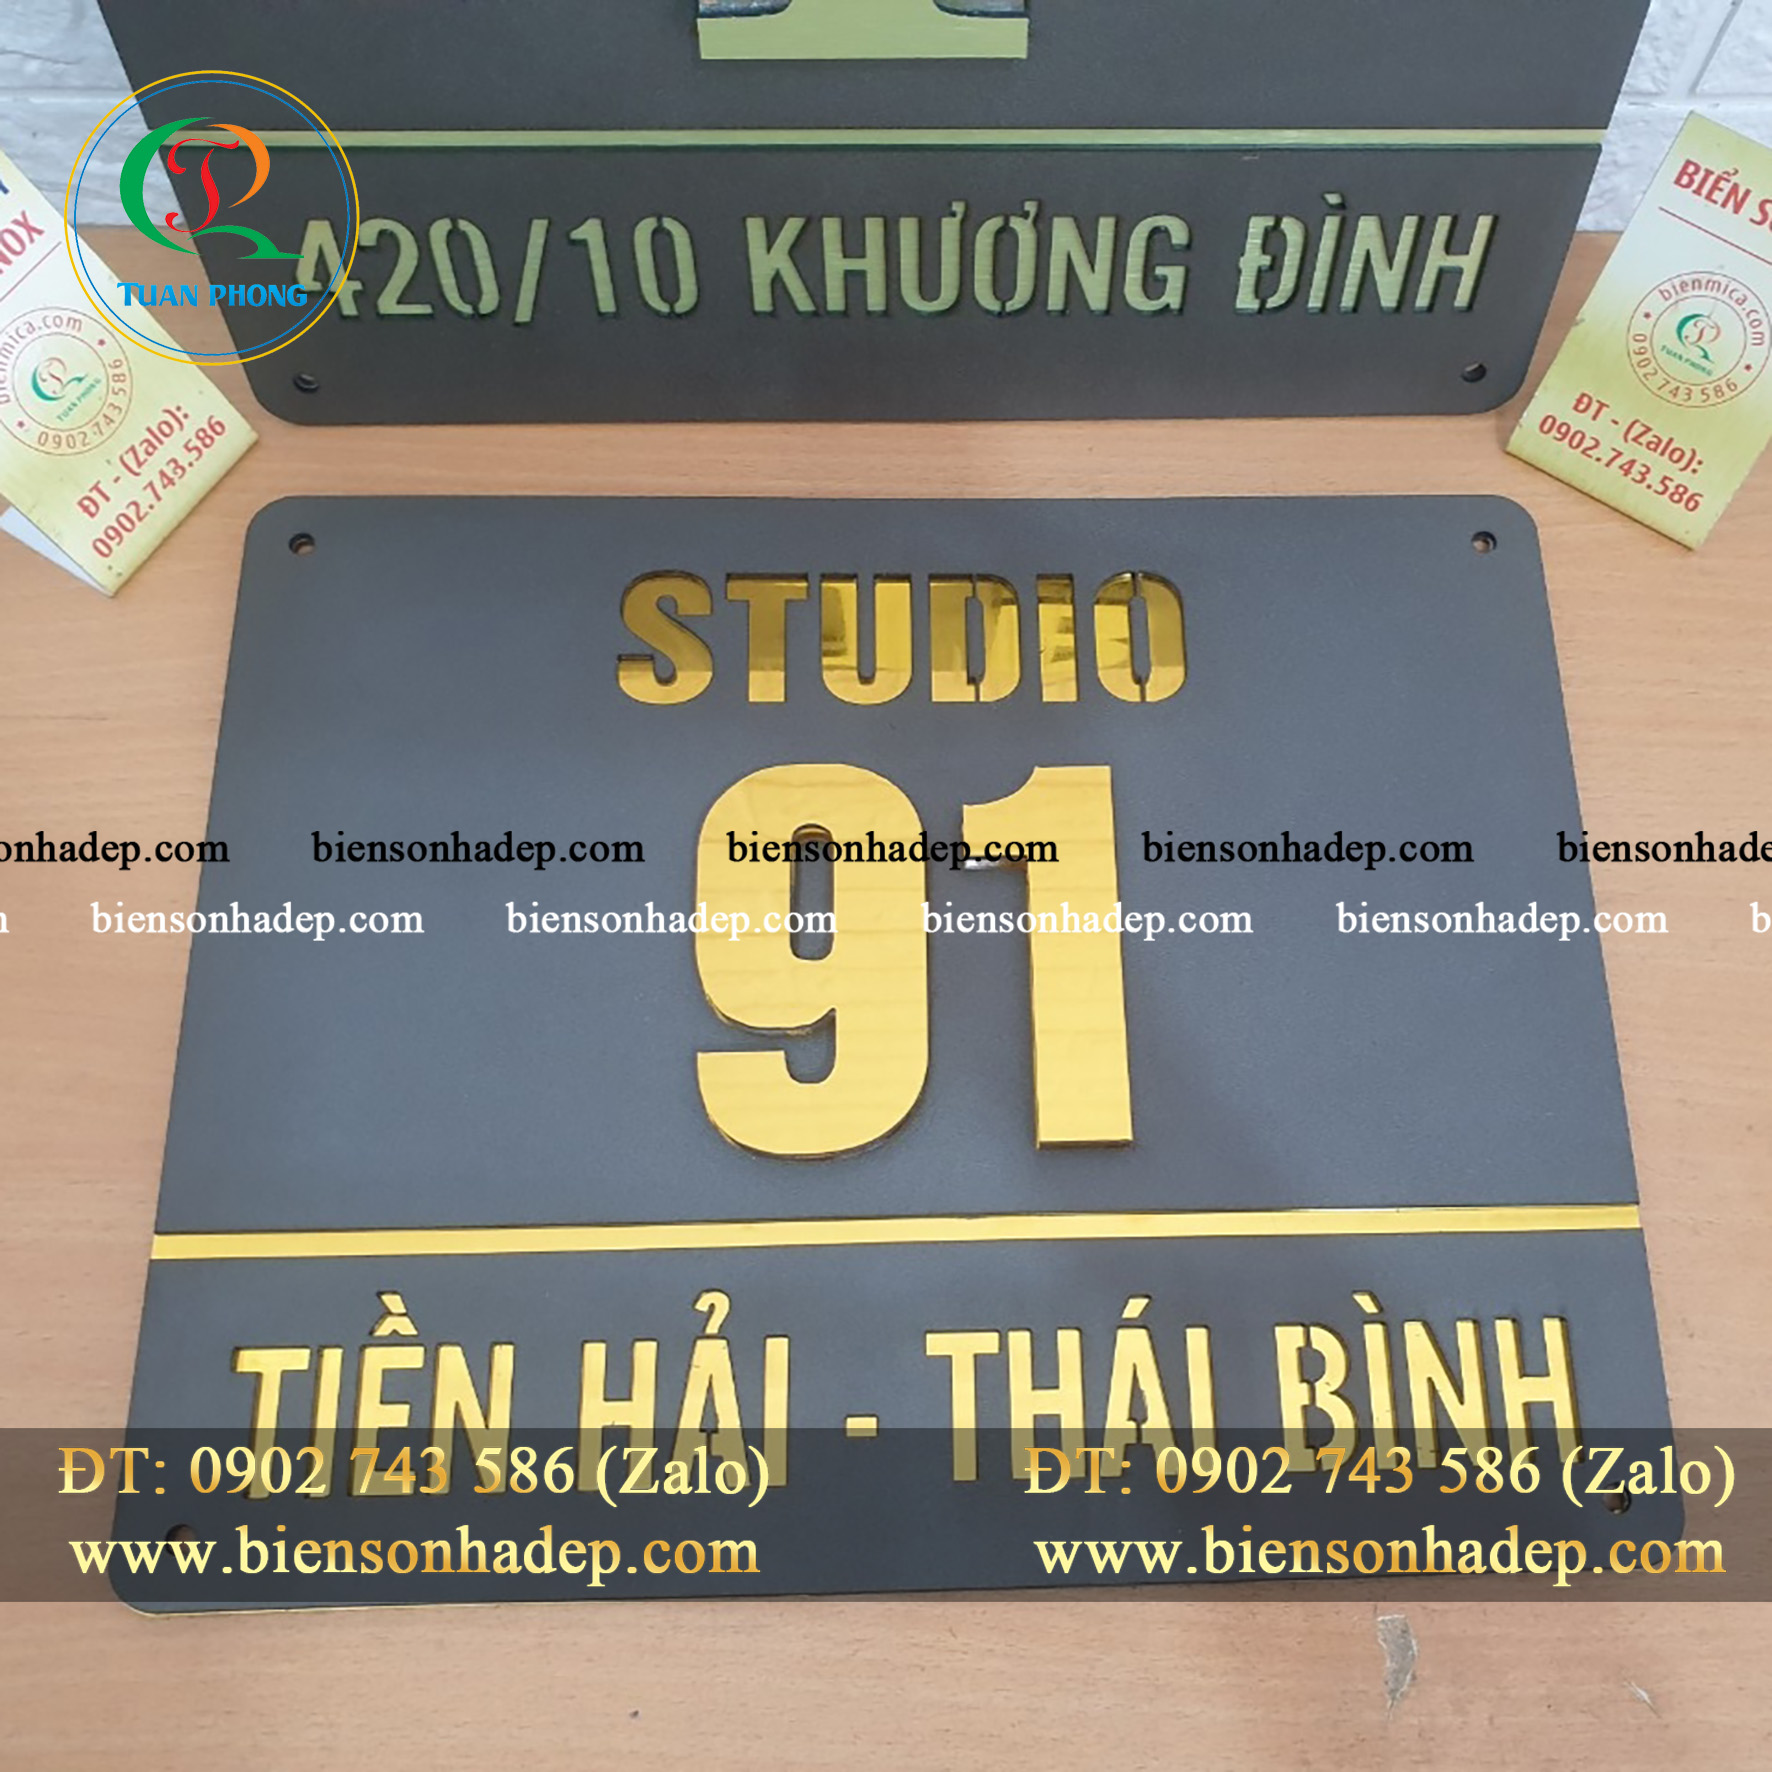 TUAN PHONG
420/10 KHƯƠNG ĐÌNH
NOX
bienmica.com
TUAN PHONG
0902 743 586
ĐT - (Zalo):
0902.743.586
BIỂN S
bienmica.com
TUAN PHONG
0902 743 586
ĐT - (Zalo):
0902.743.586
STUDIO
91
onhadep.com biensonhadep.com biensonhadep.com biensonhadep.com biensonhade
m biensonhadep.com biensonhadep.com biensonhadep.com biensonhadep.com b
TIỀN HẢI - THÁI BÌNH
ĐT: 0902 743 586 (Zalo) ĐT: 0902 743 586 (Zalo)
www.biensonhadep.com www.biensonhadep.com